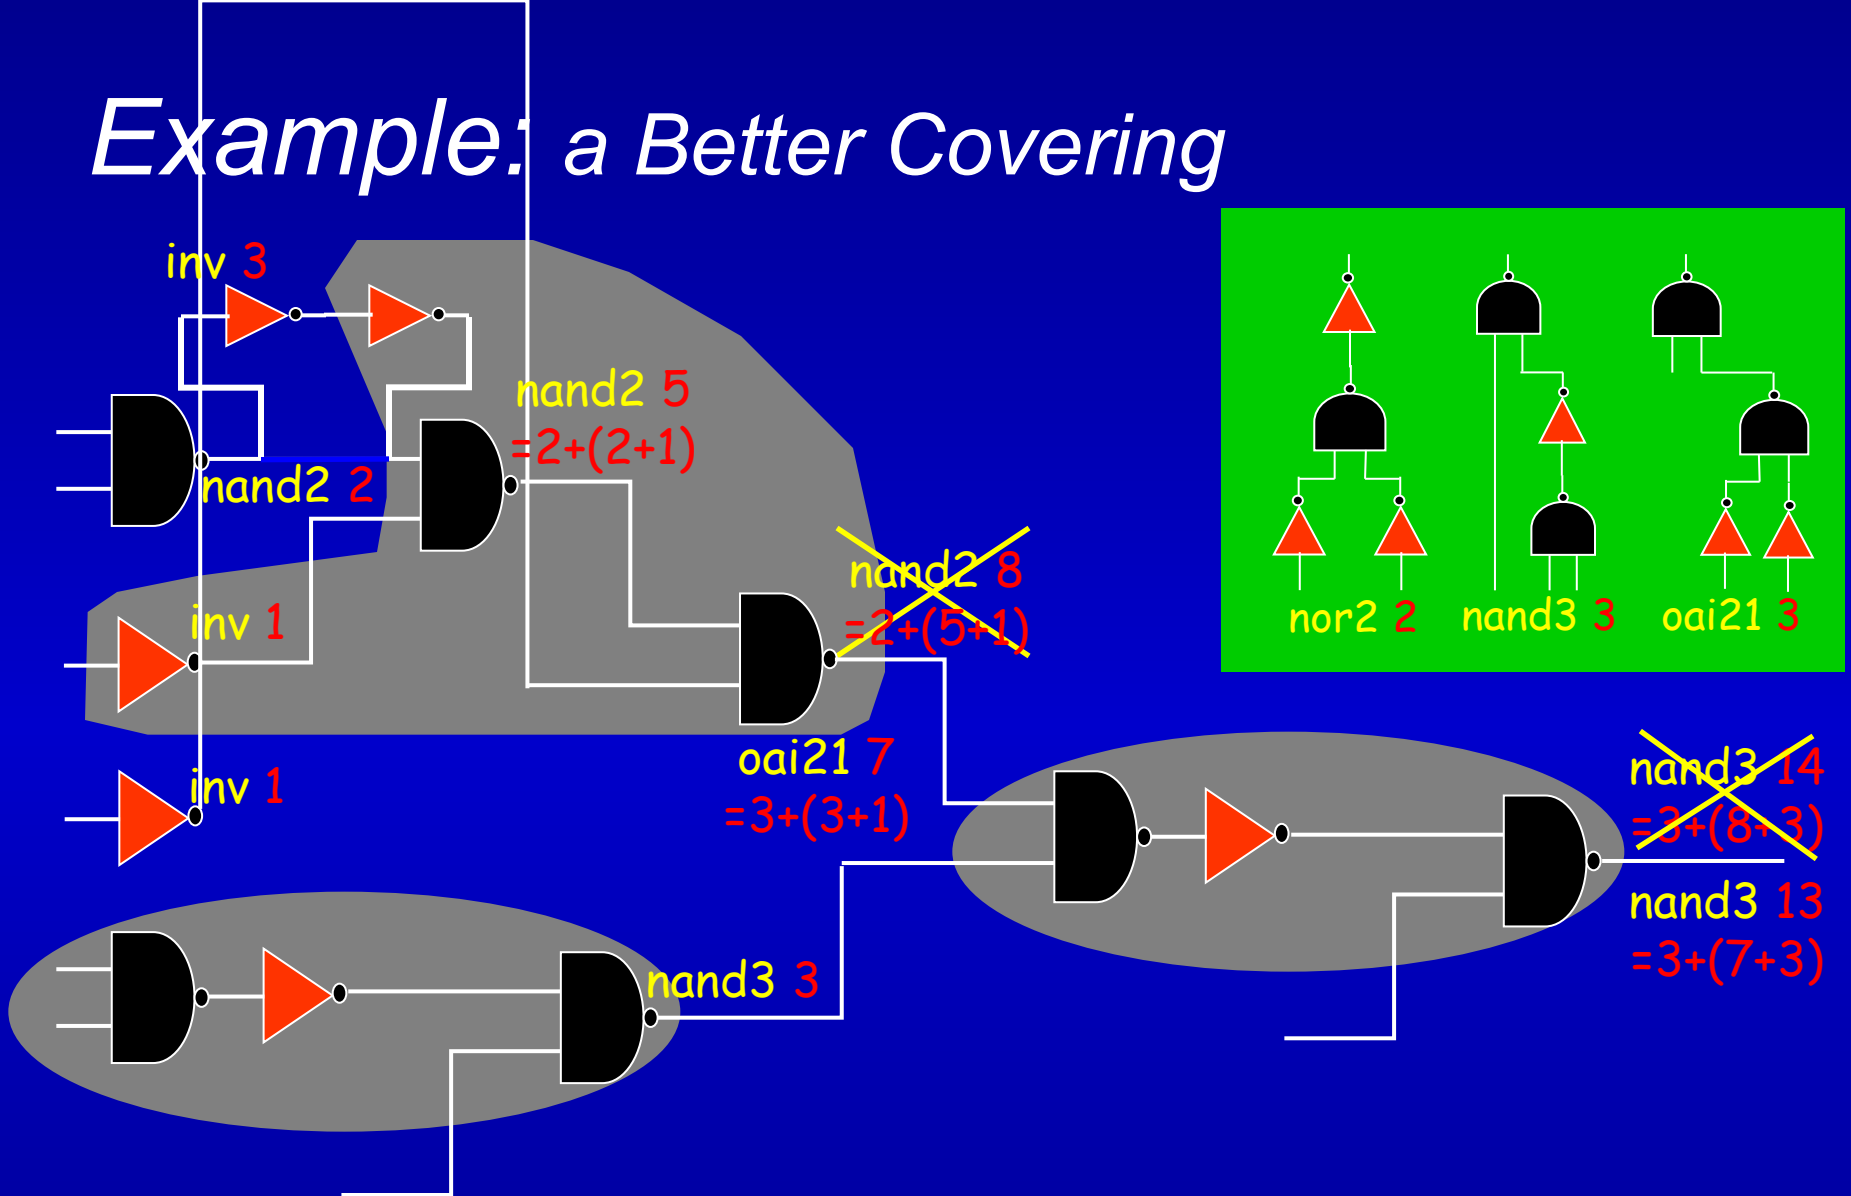 Example: a Better Covering
inv 3
nand2 5
=2+(2+1)
nand2 2
nand2 8
=2+(5+1)
inv 1
nor2 2
nand3 3
oai21 3
inv 1
oai21 7
=3+(3+1)
nand3 14
=3+(8+3)
nand3 13
=3+(7+3)
nand3 3